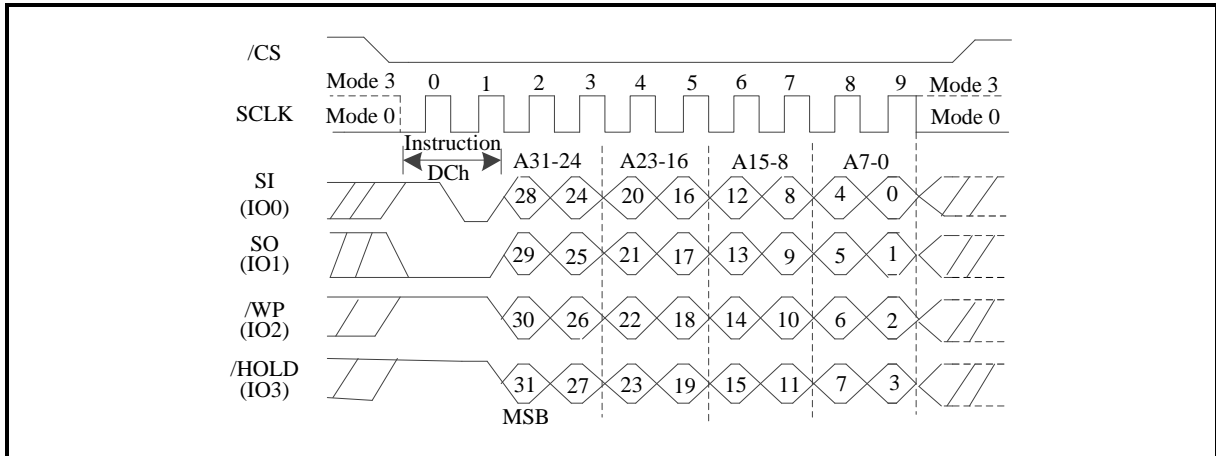 /CS
Mode 3 0 1 2 3 4 5 6 7 8 9 Mode 3
SCLK Mode 0 Mode 0
Instruction
DCh A31-24 A23-16 A15-8 A7-0
SI
(IO0) 28 24 20 16 12 8 4 0
SO
(IO1) 29 25 21 17 13 9 5 1
/WP
(IO2) 30 26 22 18 14 10 6 2
/HOLD
(IO3) 31 27 23 19 15 11 7 3
MSB